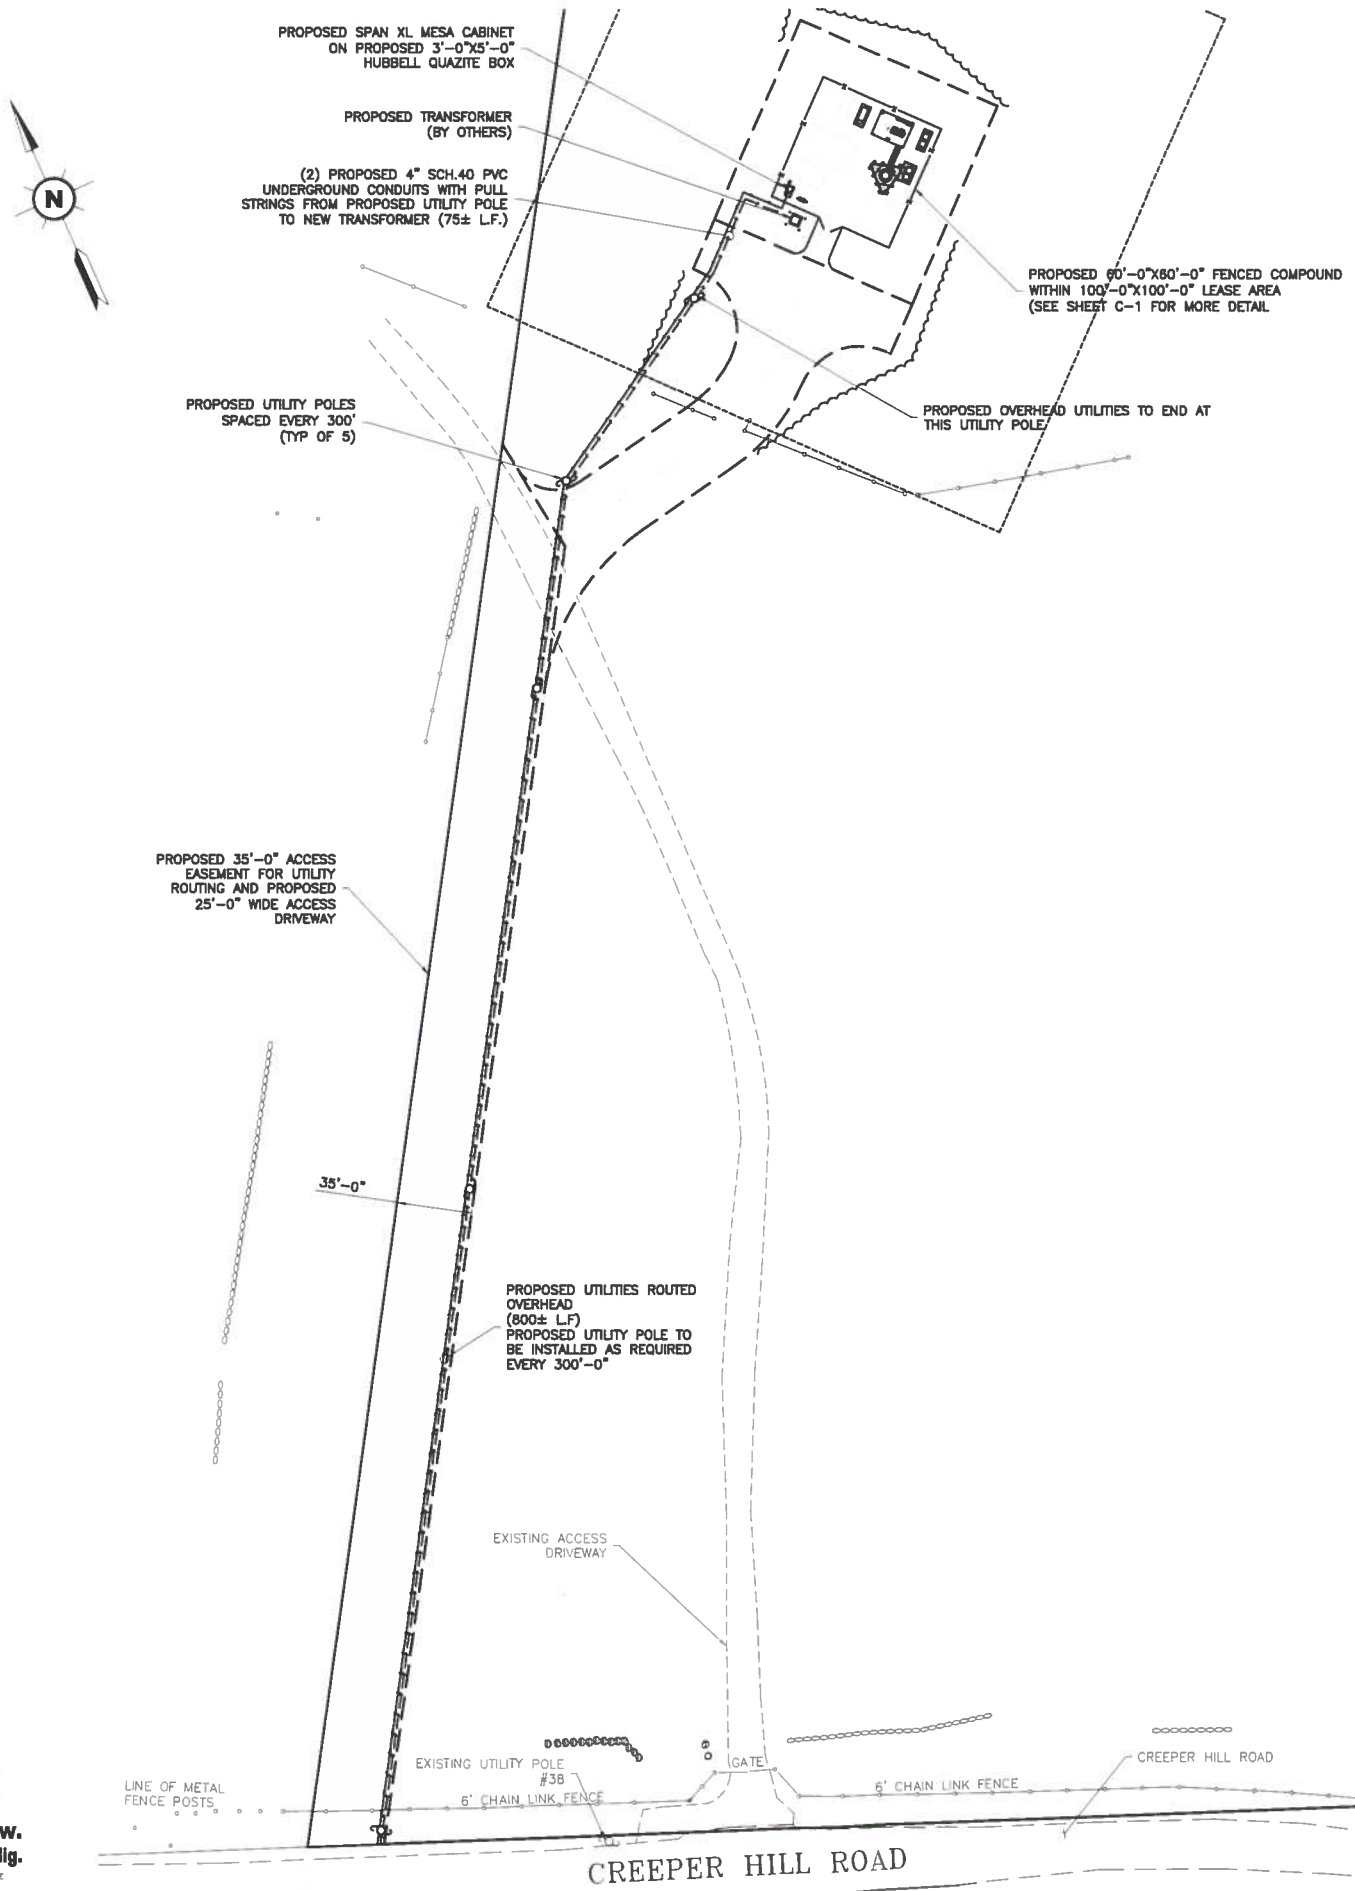 PROPOSED SPAN XL MESA CABINET
ON PROPOSED 3'-0"X5'-0"
HUBBELL QUAZITE BOX
PROPOSED TRANSFORMER
(BY OTHERS)
(2) PROPOSED 4" SCH.40 PVC
UNDERGROUND CONDUITS WITH PULL
STRINGS FROM PROPOSED UTILITY POLE
TO NEW TRANSFORMER (75± L.F.)
N
PROPOSED 60'-0"X60'-0" FENCED COMPOUND
WITHIN 100'-0"X100'-0" LEASE AREA
(SEE SHEET C-1 FOR MORE DETAIL
PROPOSED UTILITY POLES
SPACED EVERY 300'
(TYP OF 5)
PROPOSED OVERHEAD UTILITIES TO END AT
THIS UTILITY POLE
PROPOSED 35'-0" ACCESS
EASEMENT FOR UTILITY
ROUTING AND PROPOSED
25'-0" WIDE ACCESS
DRIVEWAY
35'-0"
PROPOSED UTILITIES ROUTED
OVERHEAD
(800± L.F)
PROPOSED UTILITY POLE TO
BE INSTALLED AS REQUIRED
EVERY 300'-0"
EXISTING ACCESS
DRIVEWAY
EXISTING UTILITY POLE
#38
GATE
CREEPER HILL ROAD
LINE OF METAL
FENCE POSTS
6' CHAIN LINK FENCE
6' CHAIN LINK FENCE
w.
lig.
CREEPER HILL ROAD